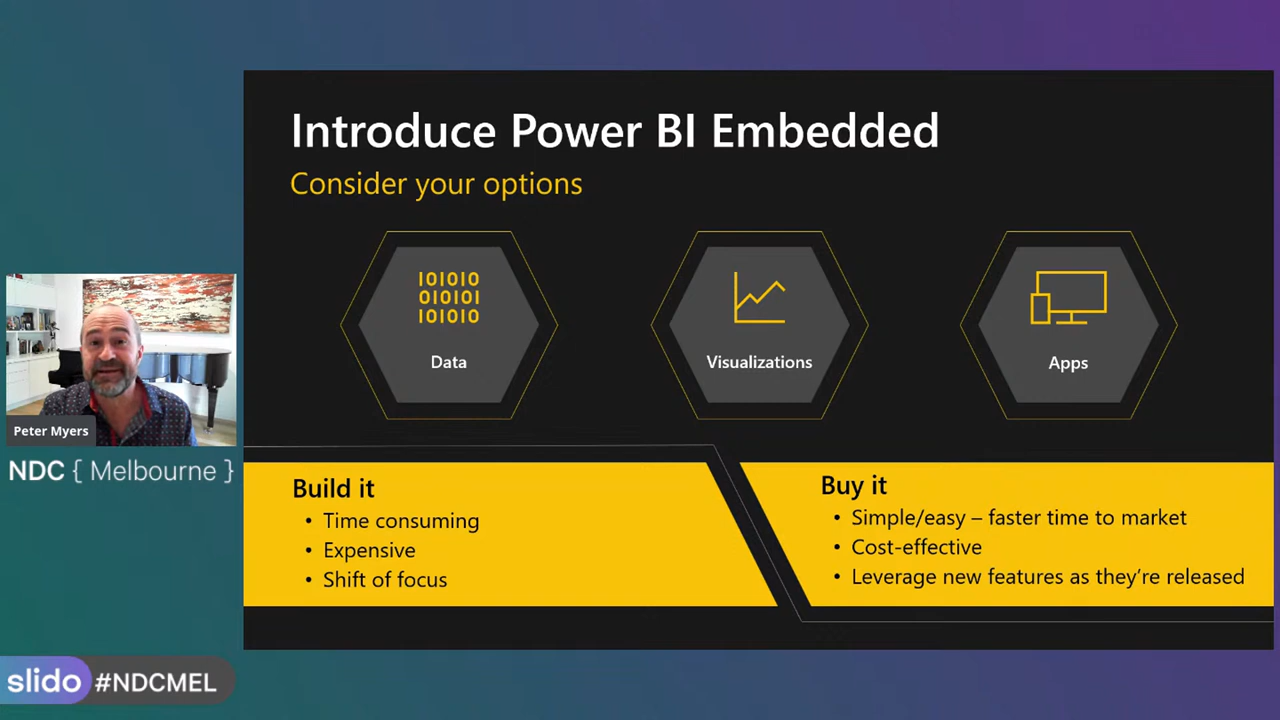 Introduce Power BI Embedded
Consider your options
101010
010101
101010
Data
Visualizations
Apps
Peter Myers
NDC { Melbourne }
Build it
• Time consuming
• Expensive
• Shift of focus
Buy it
• Simple/easy – faster time to market
• Cost-effective
• Leverage new features as they're released
slido #NDCMEL